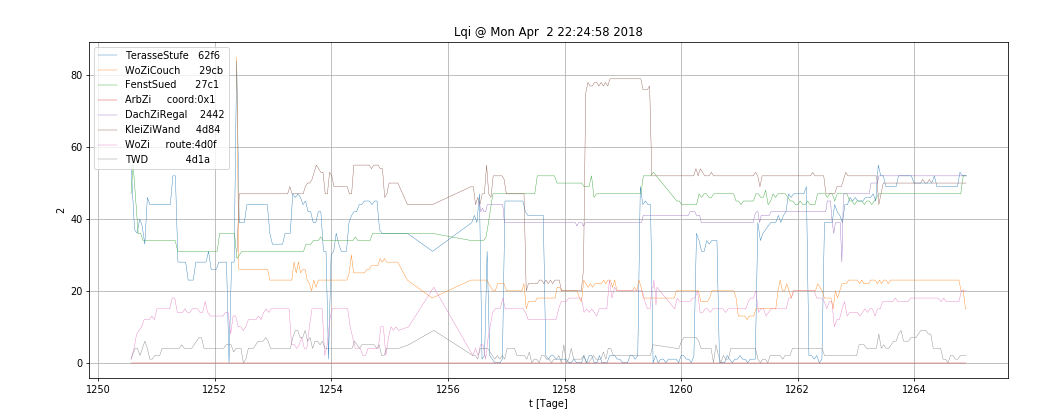 Lqi @ Mon Apr  2 22:24:58 2018
TerasseStufe 62f6
WoZiCouch 29cb
FenstSued 27c1
ArbZi coord:0x1
DachZiRegal 2442
KleiZiWand 4d84
WoZi route:4d0f
TWD 4d1a
80
60
40
20
0
2
1250 1252 1254 1256 1258 1260 1262 1264
t [Tage]